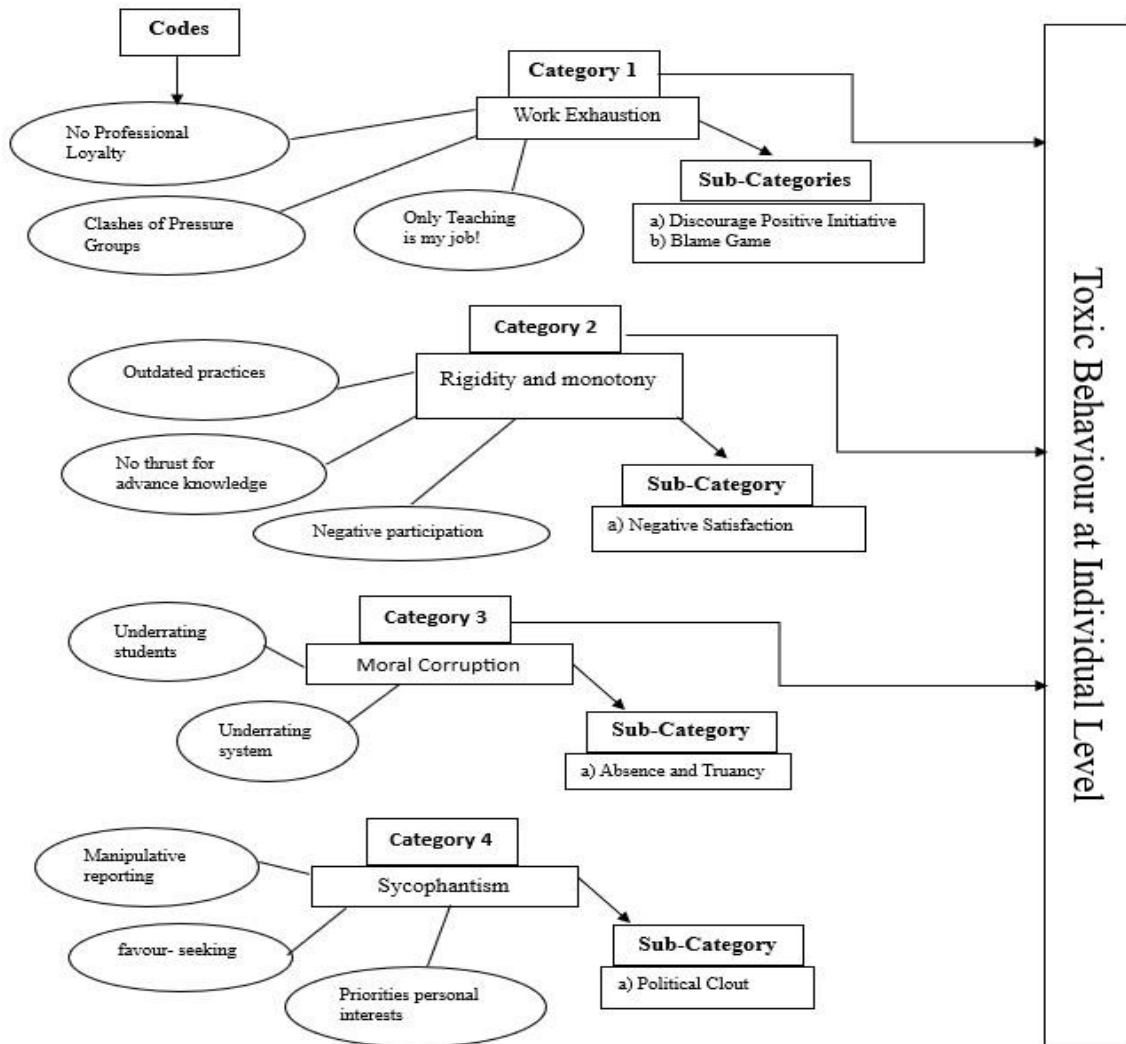 Codes
Category 1
Work Exhaustion
No Professional
Loyalty
Clashes of Pressure
Groups
Only Teaching
is my job!
Sub-Categories
a) Discourage Positive Initiative
b) Blame Game
Category 2
Rigidity and monotony
Outdated practices
No thrust for
advance knowledge
Negative participation
Sub-Category
a) Negative Satisfaction
Category 3
Moral Corruption
Underrating
students
Underrating
system
Sub-Category
a) Absence and Truancy
Category 4
Sycophantism
Manipulative
reporting
favour- seeking
Priorities personal
interests
Sub-Category
a) Political Clout
Toxic Behaviour at Individual Level